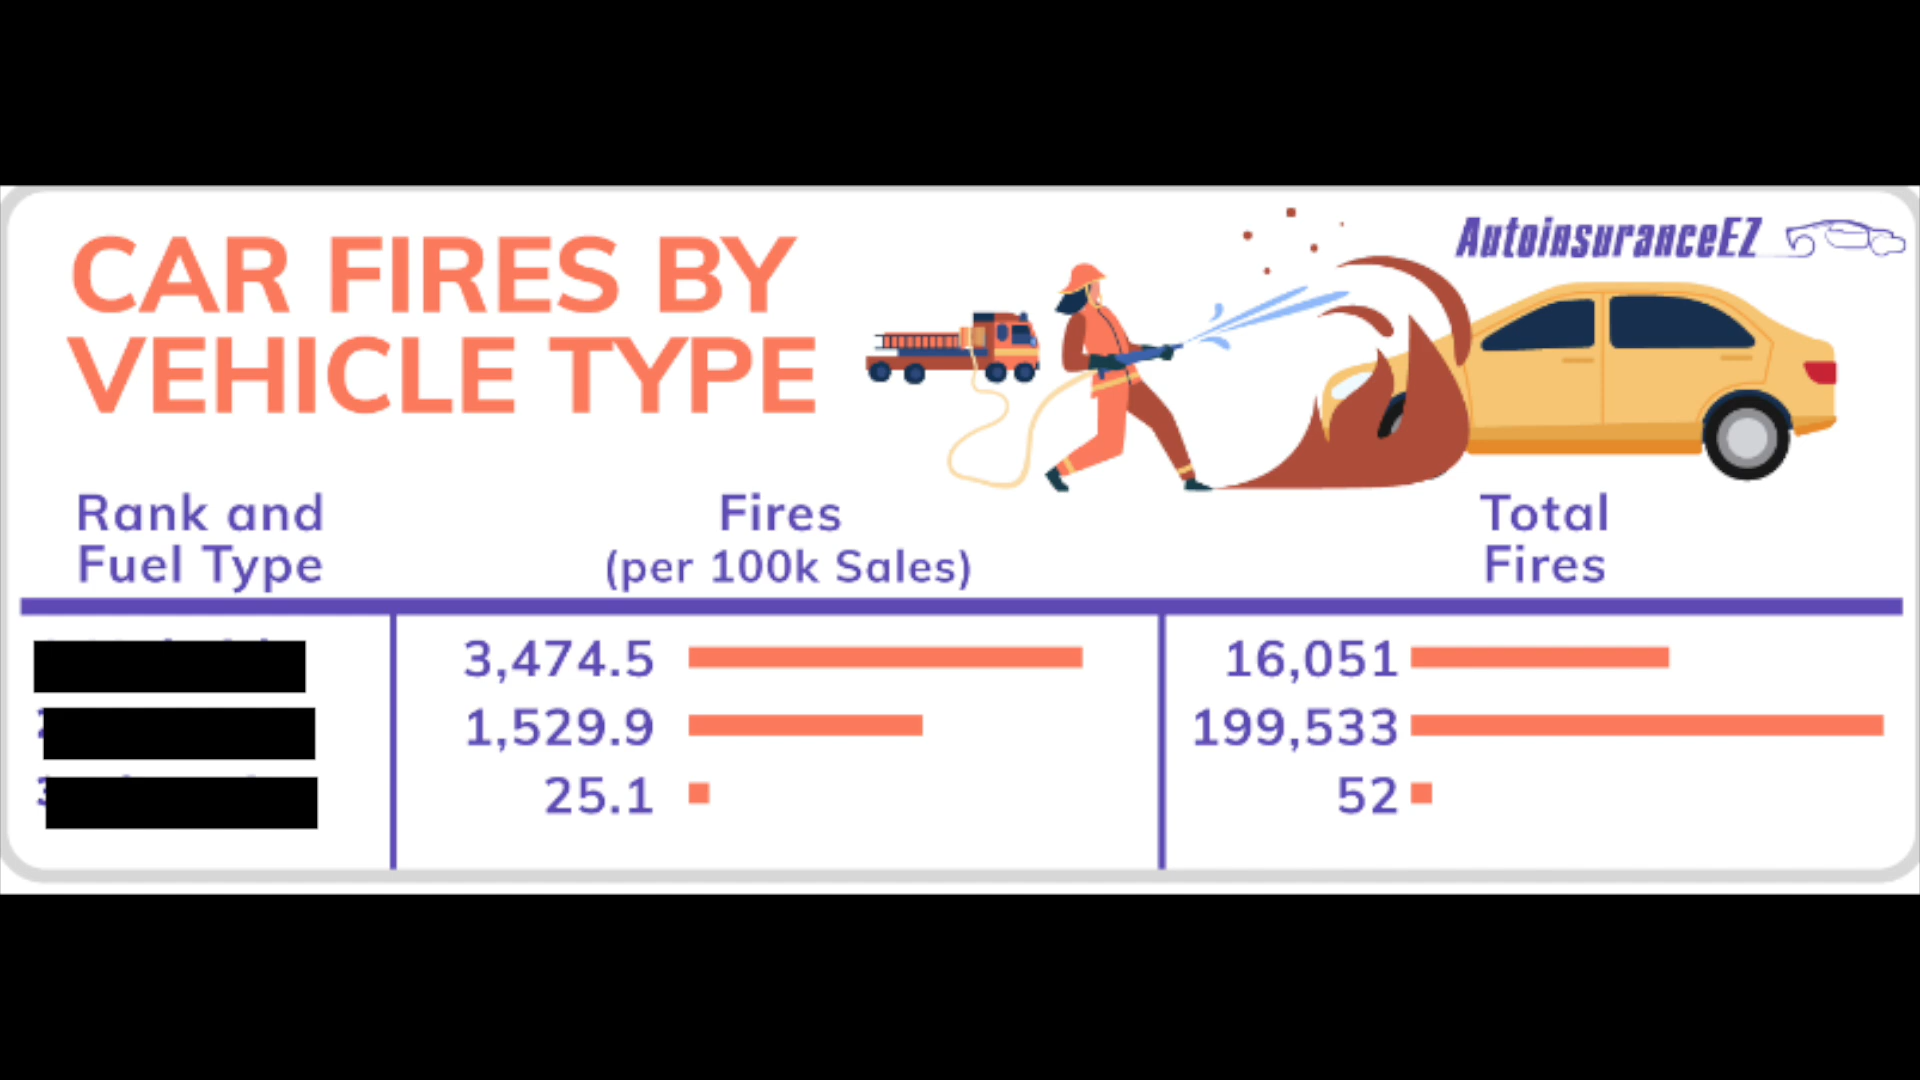 AutoinsuranceEZ
CAR FIRES BY
VEHICLE TYPE
Rank and
Fuel Type
Fires
(per 100k Sales)
Total
Fires
3,474.5
16,051
1,529.9
199,533
25.1
52